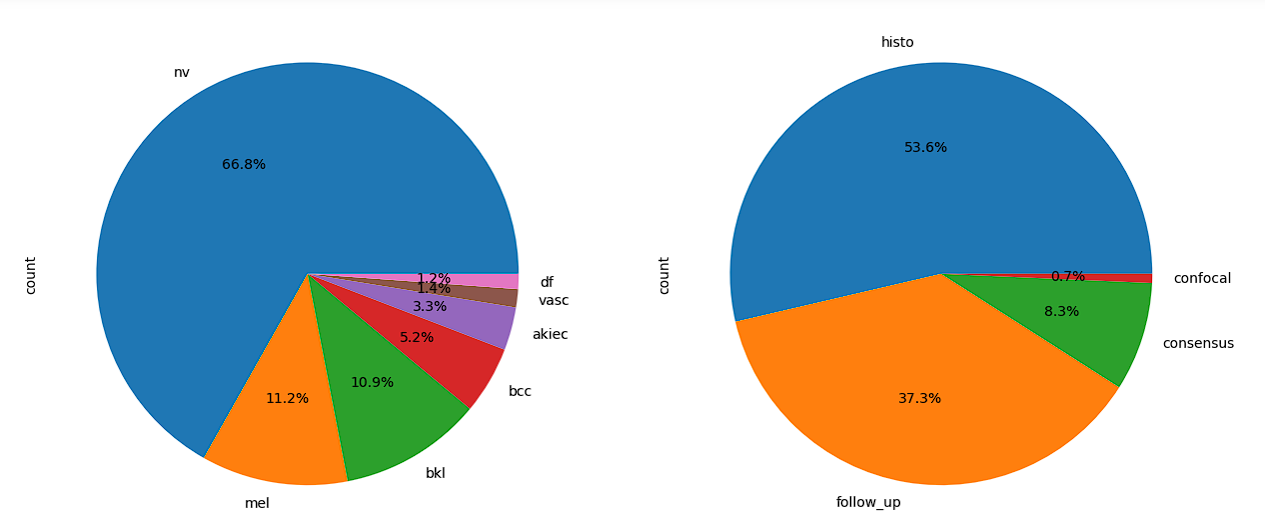 nv
66.8%
count
1.2%
df
1.4%
vasc
3.3%
akiec
5.2%
bcc
10.9%
bkl
11.2%
mel
histo
53.6%
count
0.7%
confocal
8.3%
consensus
37.3%
follow_up